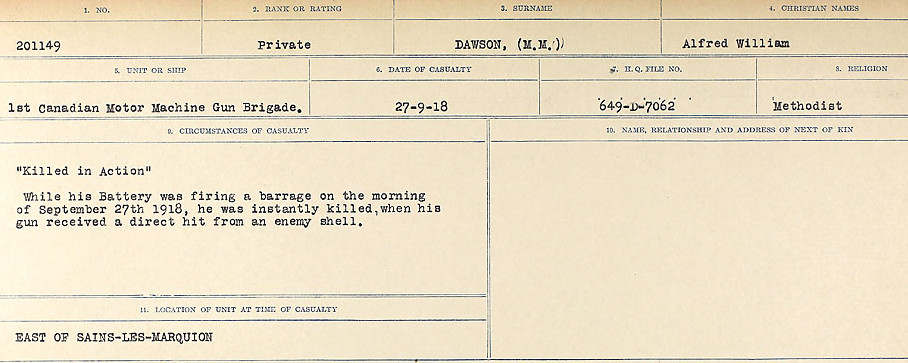 1. NO. 2. RANK OR RATING 3. SURNAME 4. CHRISTIAN NAMES
201149 Private DAWSON, (M.M.)) Alfred William
5. UNIT OR SHIP 6. DATE OF CASUALTY 7. H. Q. FILE NO. 8. RELIGION
1st Canadian Motor Machine Gun Brigade. 27-9-18 649-D-7062 Methodist
9. CIRCUMSTANCES OF CASUALTY 10. NAME, RELATIONSHIP AND ADDRESS OF NEXT OF KIN
"Killed in Action"
While his Battery was firing a barrage on the morning
of September 27th 1918, he was instantly killed,when his
gun received a direct hit from an enemy shell.
11. LOCATION OF UNIT AT TIME OF CASUALTY
EAST OF SAINS-LES-MARQUION